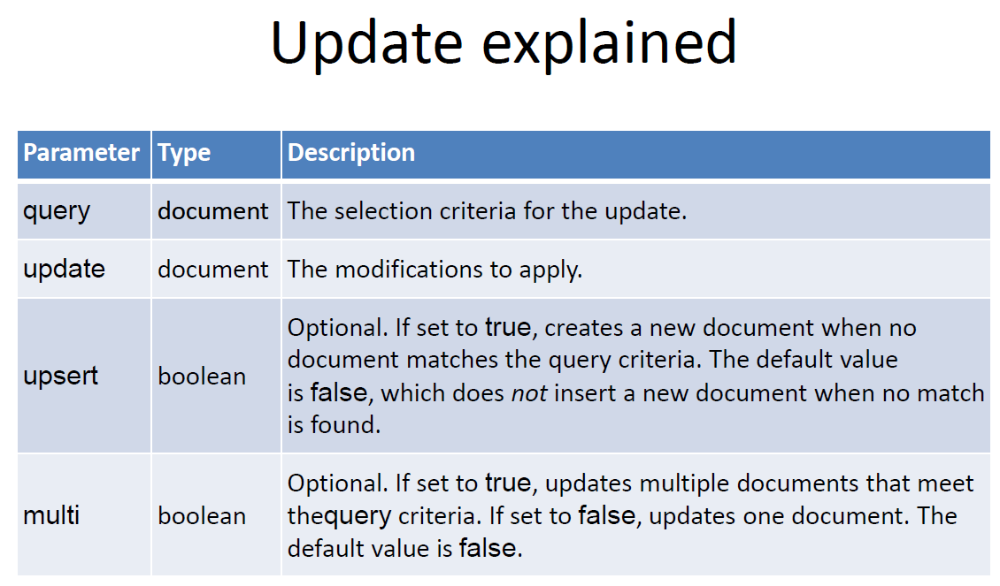 Update explained
Parameter Type Description
query document The selection criteria for the update.
update document The modifications to apply.
upsert boolean Optional. If set to true, creates a new document when no
document matches the query criteria. The default value
is false, which does not insert a new document when no match
is found.
multi boolean Optional. If set to true, updates multiple documents that meet
thequery criteria. If set to false, updates one document. The
default value is false.